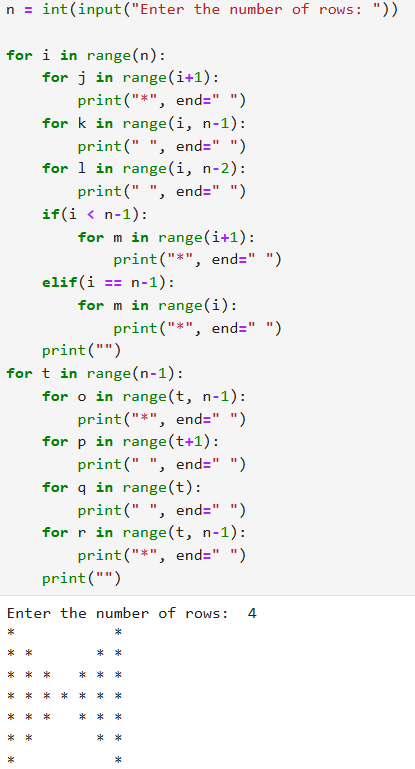 n = int(input("Enter the number of rows: "))

for i in range(n):
    for j in range(i+1):
        print("*", end=" ")
    for k in range(i, n-1):
        print(" ", end=" ")
    for l in range(i, n-2):
        print(" ", end=" ")
    if(i < n-1):
        for m in range(i+1):
            print("*", end=" ")
    elif(i == n-1):
        for m in range(i):
            print("*", end=" ")
    print("")
for t in range(n-1):
    for o in range(t, n-1):
        print("*", end=" ")
    for p in range(t+1):
        print(" ", end=" ")
    for q in range(t):
        print(" ", end=" ")
    for r in range(t, n-1):
        print("*", end=" ")
    print("")
Enter the number of rows:  4
*           *
* *       * *
* * *   * * *
* * * * * * *
* * *   * * *
* *       * *
*           *